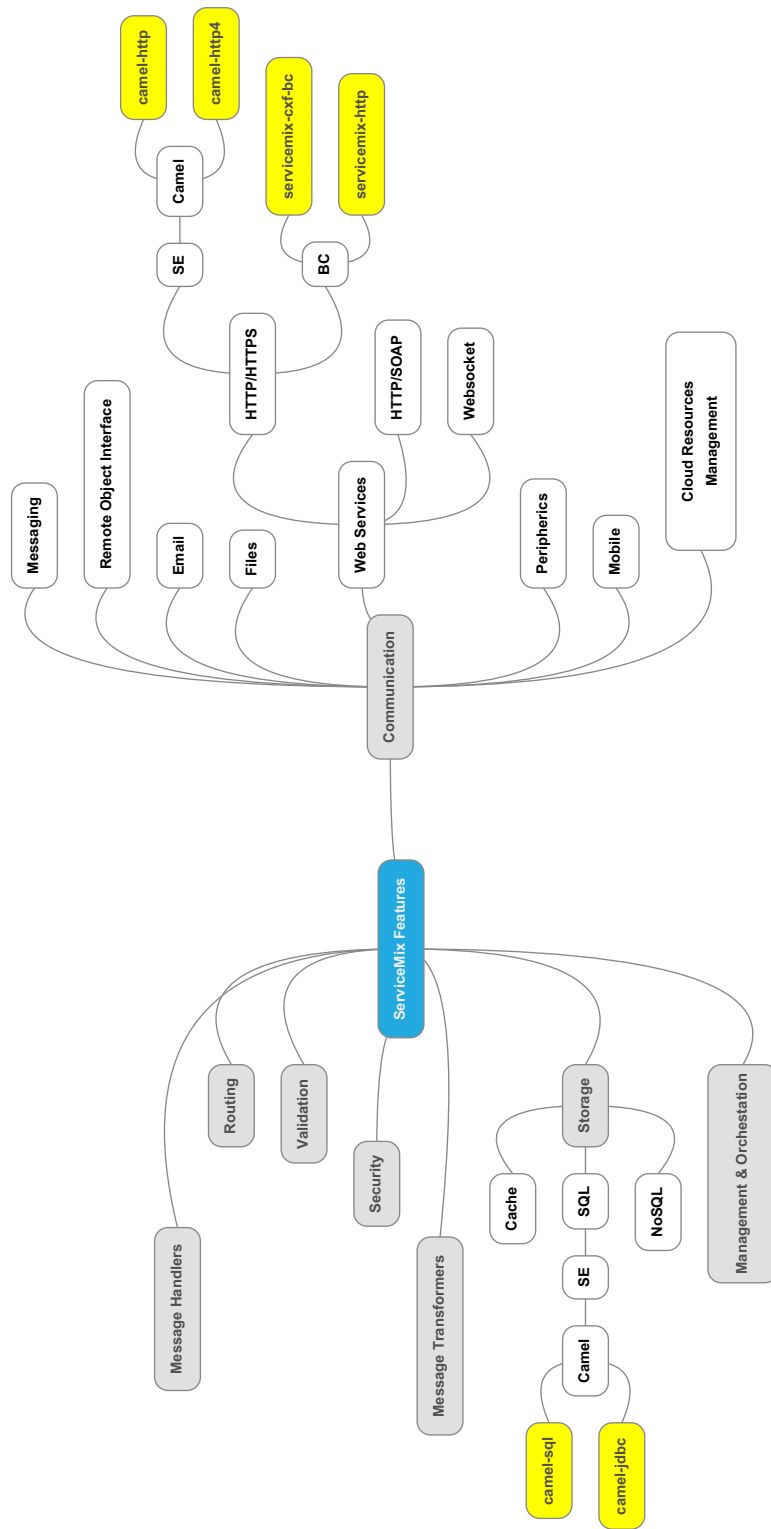 Messaging
Remote Object Interface
Email
Files
Web Services
HTTP/HTTPS
SE
Camel
camel-http
camel-http4
BC
servicemix-cxf-bc
servicemix-http
HTTP/SOAP
Websocket
Peripherics
Mobile
Cloud Resources
Management
Communication
ServiceMix Features
Message Handlers
Routing
Validation
Security
Message Transformers
Storage
Cache
SQL
SE
Camel
camel-sql
camel-jdbc
NoSQL
Management & Orchestation